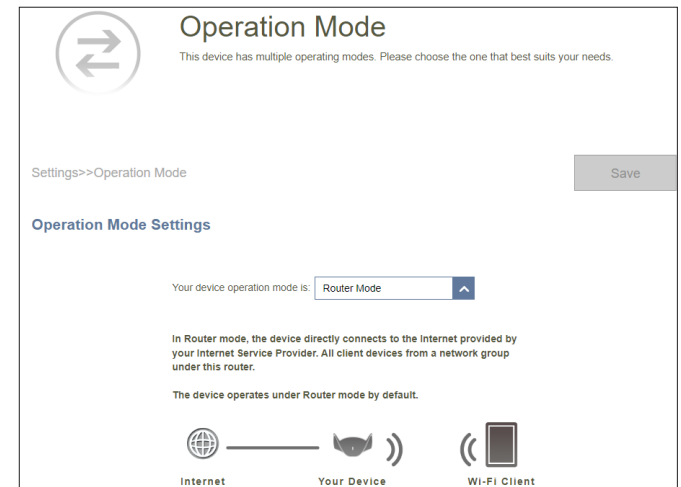 Operation Mode
This device has multiple operating modes. Please choose the one that best suits your needs.
Settings>>Operation Mode
Save
Operation Mode Settings
Your device operation mode is: Router Mode
In Router mode, the device directly connects to the Internet provided by
your Internet Service Provider. All client devices from a network group
under this router.
The device operates under Router mode by default.
Internet
Your Device
Wi-Fi Client